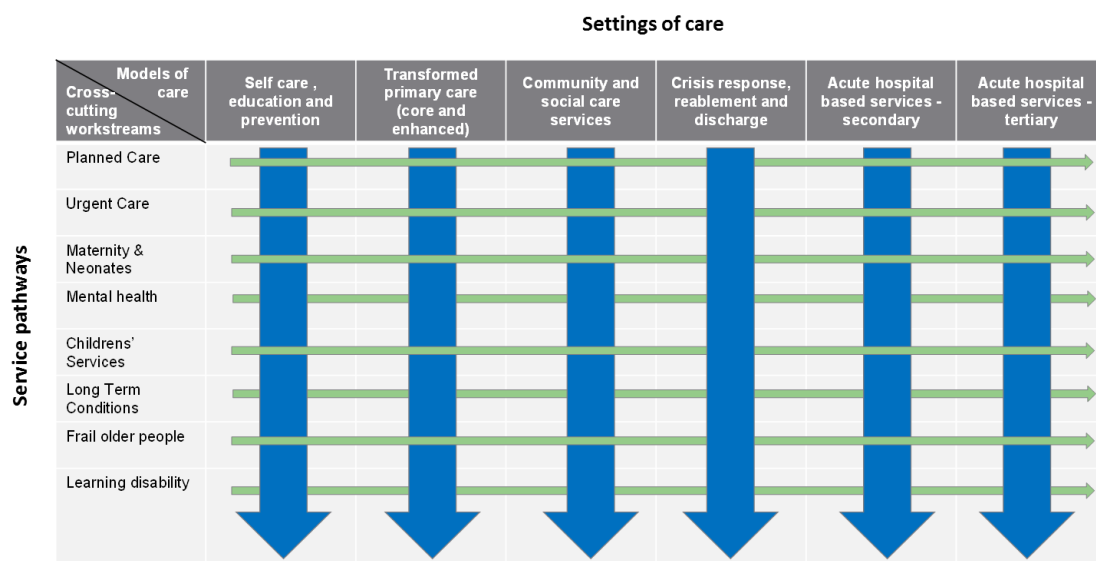 Settings of care
Models of
care
Cross-
cutting
workstreams
Self care ,
education and
prevention
Transformed
primary care
(core and
enhanced)
Community and
social care
services
Crisis response,
reablement and
discharge
Acute hospital
based services -
secondary
Acute hospital
based services -
tertiary
Service pathways
Planned Care
Urgent Care
Maternity &
Neonates
Mental health
Childrens'
Services
Long Term
Conditions
Frail older people
Learning disability